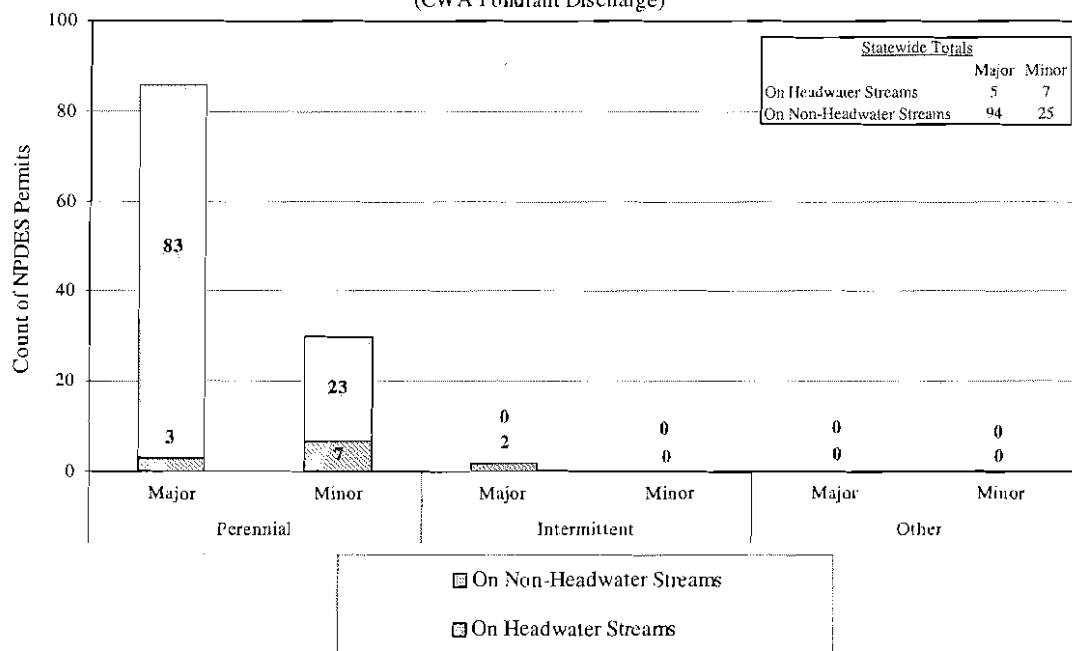 (CWA Pollutant Discharge)
100
80
60
40
20
0
Count of NPDES Permits
Statewide Totals
Major Minor
On Headwater Streams 5 7
On Non-Headwater Streams 94 25
83
3
23
7
0
2
0
0
0
0
0
0
Major Minor Major Minor Major Minor
Perennial Intermittent Other
On Non-Headwater Streams
On Headwater Streams